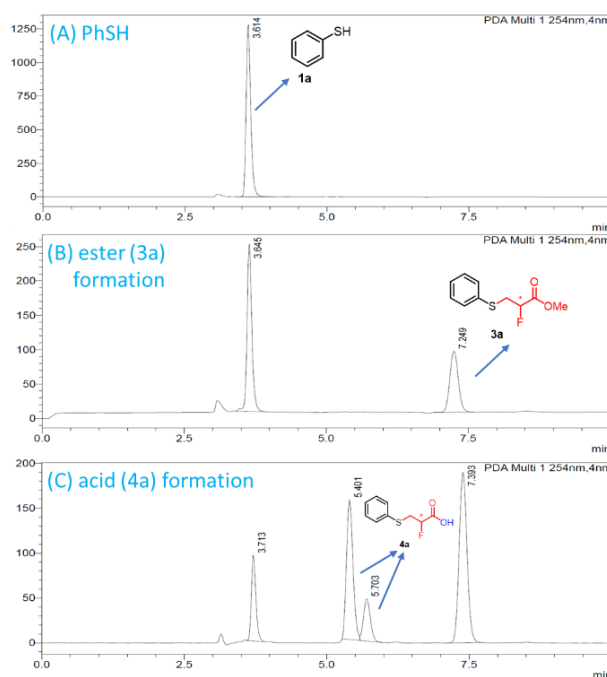 PDA Multi 1 254nm,4nm
(A) PhSH
3.614
SH
1a
1250
1000
750
500
250
0
0.0
2.5
5.0
7.5
min
PDA Multi 1 254nm,4nm
(B) ester (3a)
formation
3.645
O
S
*
OMe
F
3a
7.249
250
200
150
100
50
0
0.0
2.5
5.0
7.5
min
PDA Multi 1 254nm,4nm
(C) acid (4a) formation
3.713
5.401
5.703
7.393
O
S
*
OH
F
4a
200
150
100
50
0
0.0
2.5
5.0
7.5
min